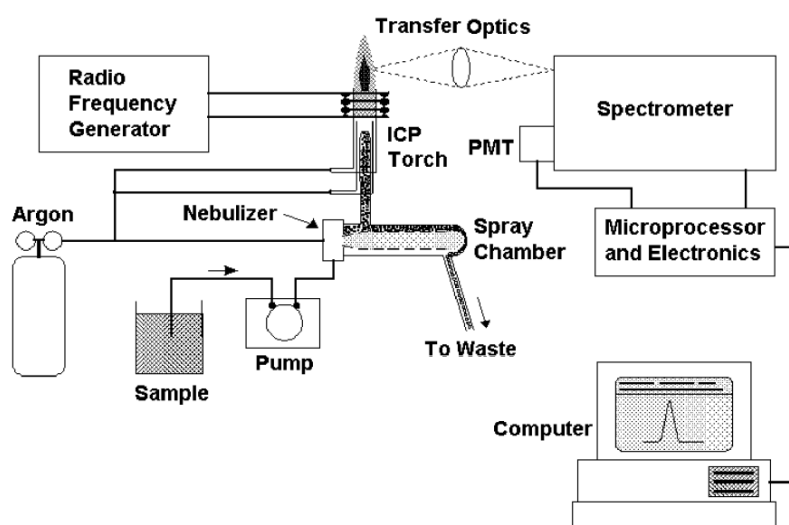 Transfer Optics
Radio
Frequency
Generator
ICP
Torch
Spectrometer
PMT
Argon
Nebulizer
Spray
Chamber
Microprocessor
and Electronics
Pump
To Waste
Sample
Computer